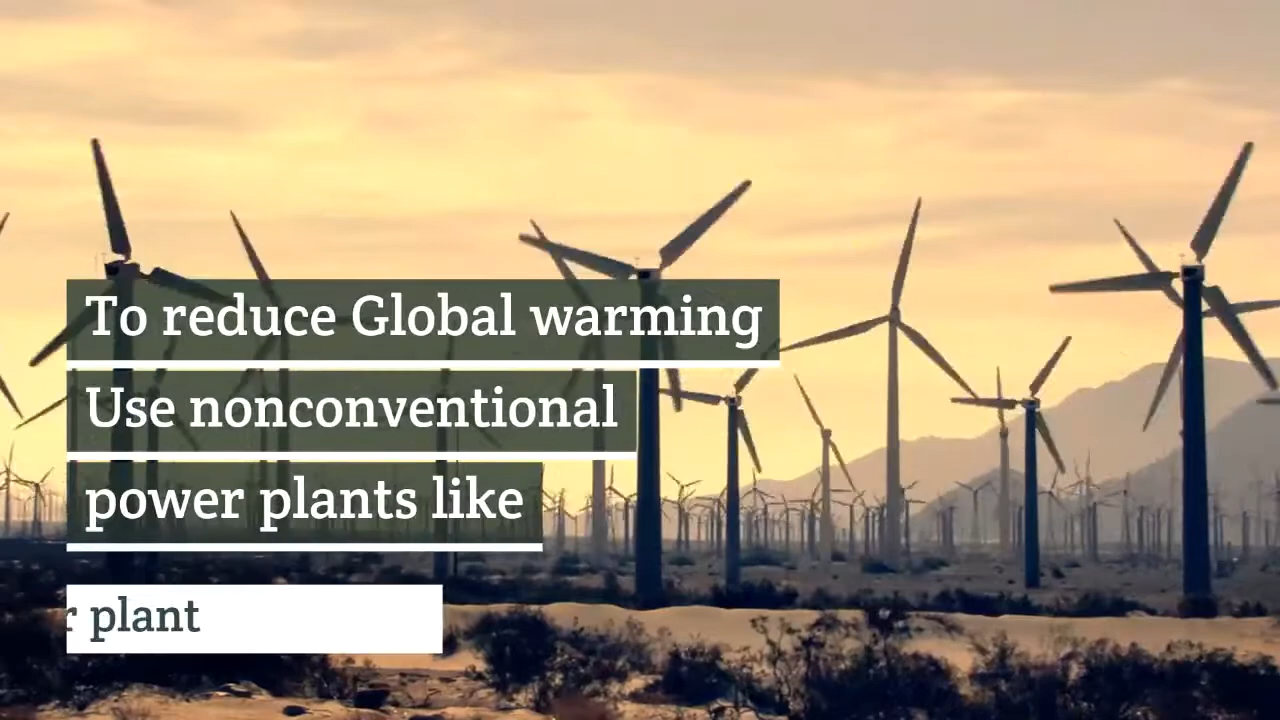 To reduce Global warming
Use nonconventional
power plants like
plant